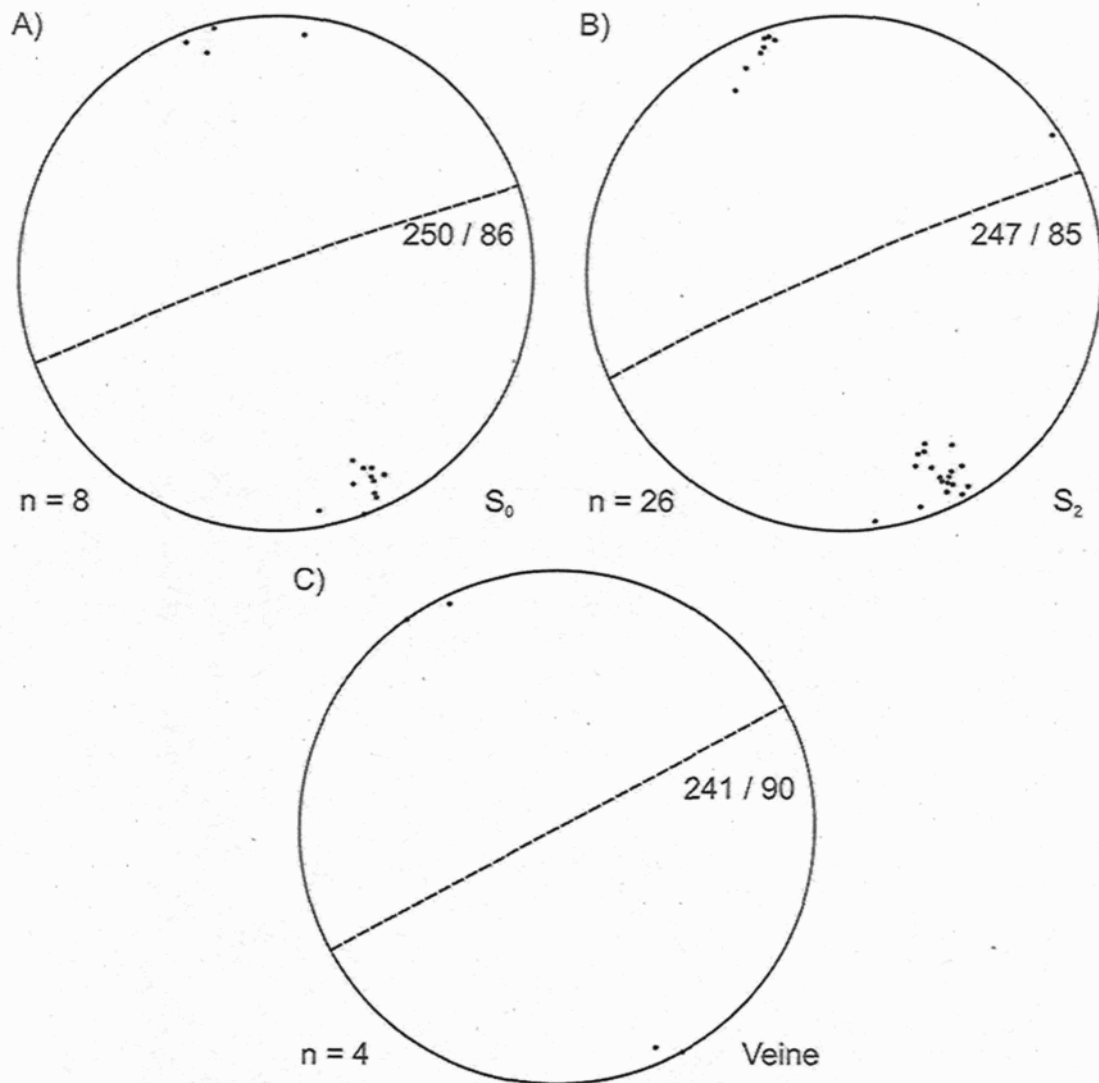 A)
250 / 86
n = 8
S₀
B)
247 / 85
n = 26
S₂
C)
241 / 90
n = 4
Veine